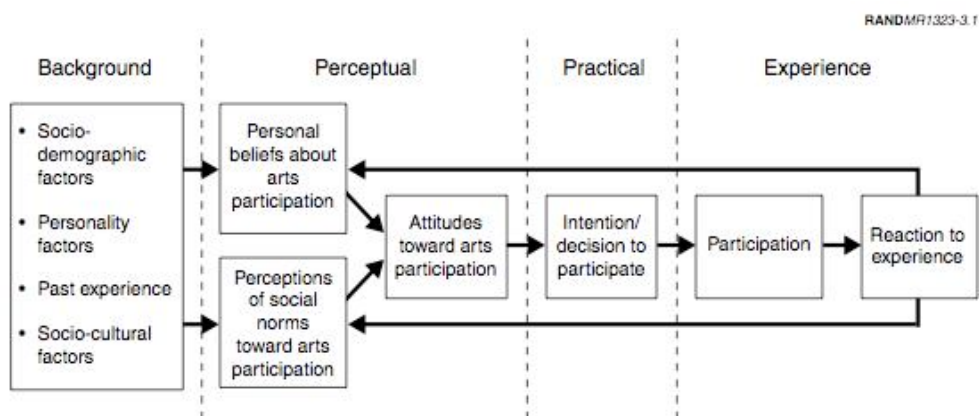 RANDMR1323-3.1
Background
Perceptual
Practical
Experience
• Socio-
demographic
factors
• Personality
factors
• Past experience
• Socio-cultural
factors
Personal
beliefs about
arts
participation
Perceptions
of social
norms
toward arts
participation
Attitudes
toward arts
participation
Intention/
decision to
participate
Participation
Reaction to
experience